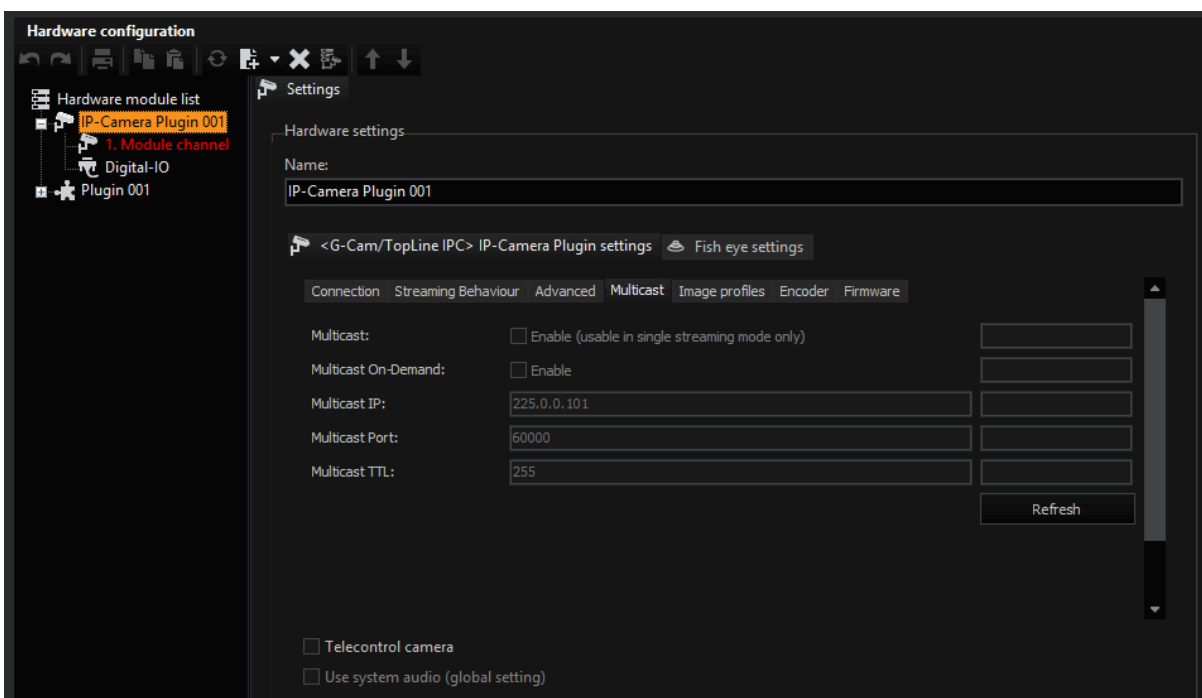 Hardware configuration
Hardware module list
IP-Camera Plugin 001
1. Module channel
Digital-IO
Plugin 001
Settings
Hardware settings
Name:
IP-Camera Plugin 001
<G-Cam/TopLine IPC> IP-Camera Plugin settings Fish eye settings
Connection Streaming Behaviour Advanced Multicast Image profiles Encoder Firmware
Multicast: Enable (usable in single streaming mode only)
Multicast On-Demand: Enable
Multicast IP: 225.0.0.101
Multicast Port: 60000
Multicast TTL: 255
Refresh
Telecontrol camera
Use system audio (global setting)